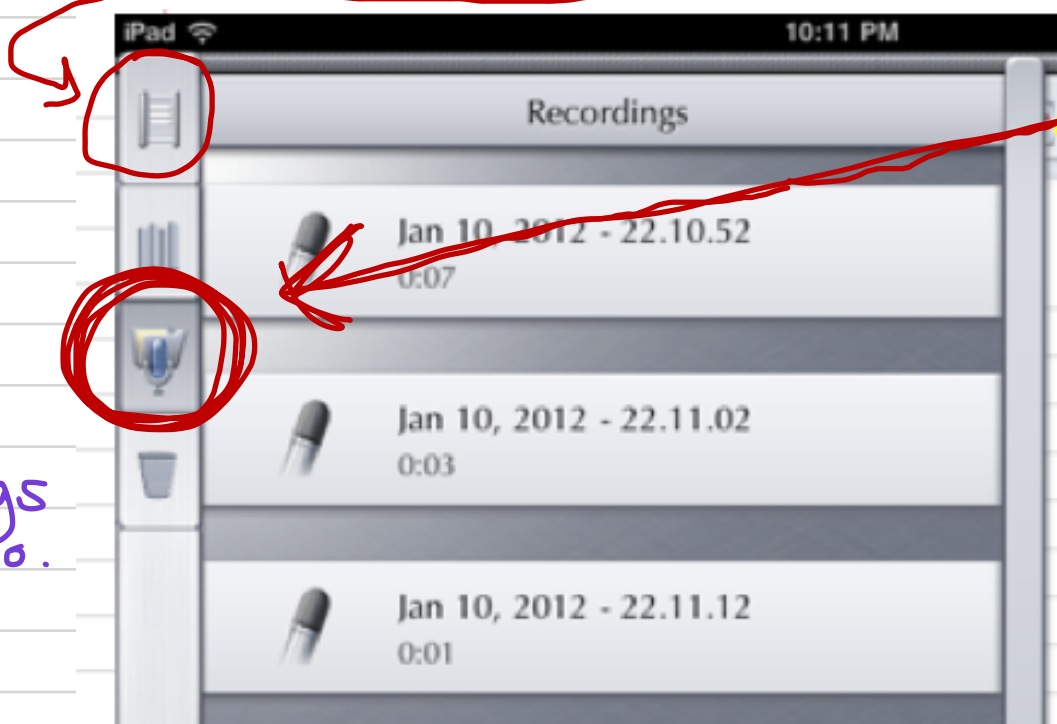 iPad 10:11 PM
Recordings
Jan 10, 2012 - 22.10.52
0:07
Jan 10, 2012 - 22.11.02
0:03
gs
o.
Jan 10, 2012 - 22.11.12
0:01